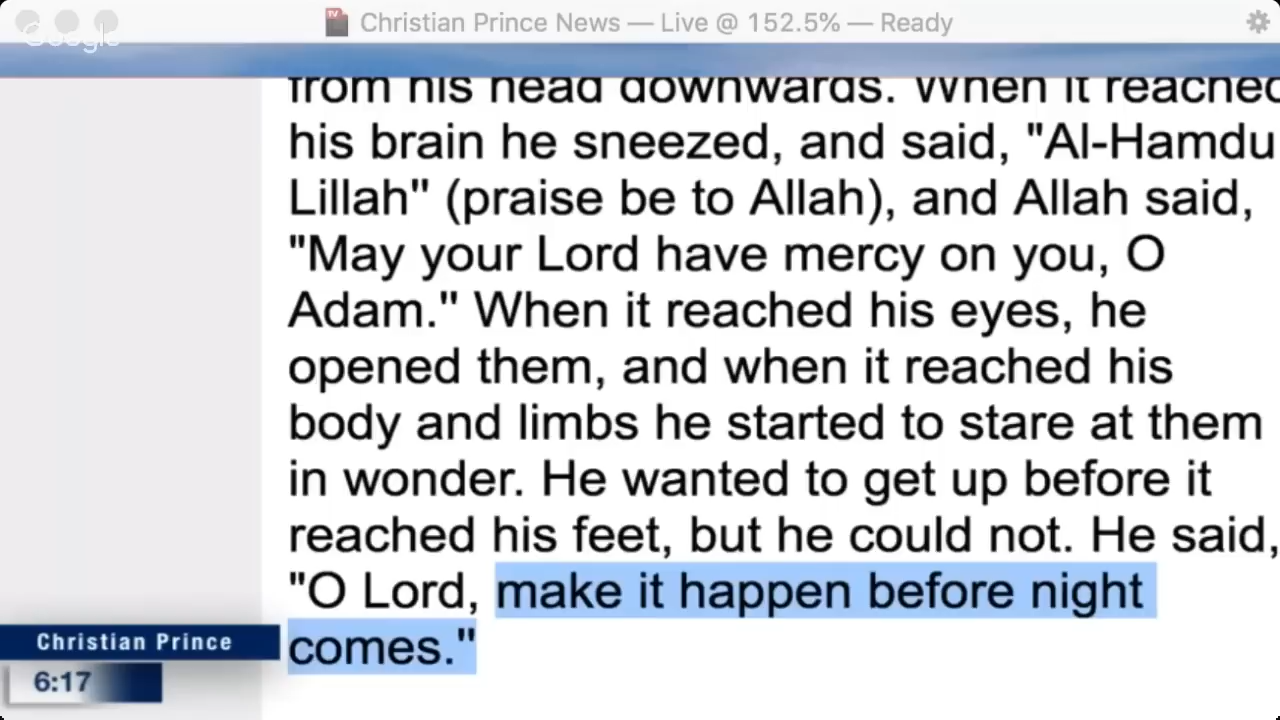 Christian Prince News — Live @ 152.5% — Ready
Google
from his head downwards. When it reached
his brain he sneezed, and said, "Al-Hamdu
Lillah" (praise be to Allah), and Allah said,
"May your Lord have mercy on you, O
Adam." When it reached his eyes, he
opened them, and when it reached his
body and limbs he started to stare at them
in wonder. He wanted to get up before it
reached his feet, but he could not. He said,
"O Lord, make it happen before night
comes."
Christian Prince
6:17